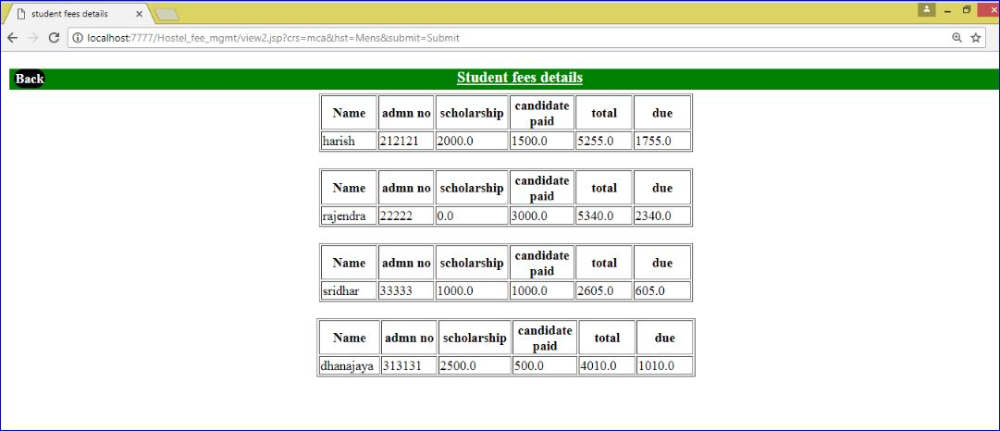 student fees details
localhost:7777/Hostel_fee_mgmt/view2.jsp?crs=mca&hst=Mens&submit=Submit
Back
Student fees details
Name admn no scholarship candidate paid total due
harish 212121 2000.0 1500.0 5255.0 1755.0
Name admn no scholarship candidate paid total due
rajendra 22222 0.0 3000.0 5340.0 2340.0
Name admn no scholarship candidate paid total due
sridhar 33333 1000.0 1000.0 2605.0 605.0
Name admn no scholarship candidate paid total due
dhanajaya 313131 2500.0 500.0 4010.0 1010.0